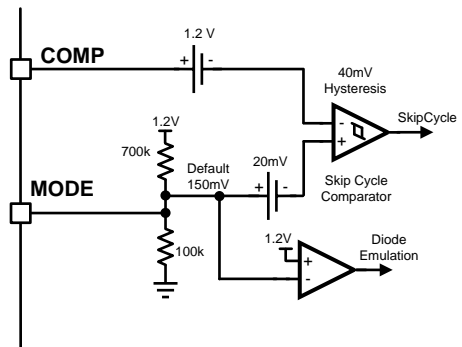 1.2 V
COMP
+ -
40mV
Hysteresis
SkipCycle
-
+
1.2V
700k
Default
150mV
20mV
+ -
Skip Cycle
Comparator
MODE
100k
1.2V
+
-
Diode
Emulation